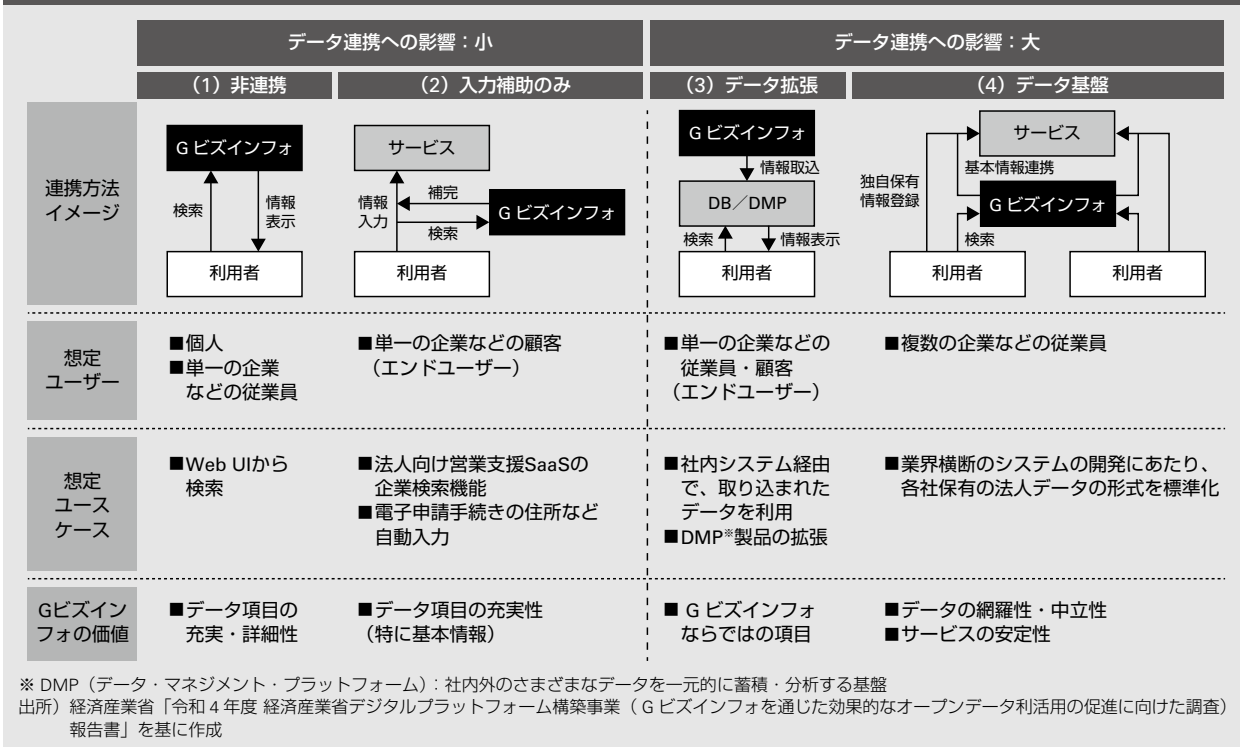 データ連携への影響：小
データ連携への影響：大
（1）非連携
（2）入力補助のみ
（3）データ拡張
（4）データ基盤
連携方法
イメージ
G ビズインフォ
検索
情報
表示
利用者
サービス
情報
入力
補完
検索
G ビズインフォ
利用者
G ビズインフォ
情報取込
DB／DMP
検索
情報表示
利用者
サービス
独自保有
情報登録
基本情報連携
G ビズインフォ
検索
利用者
利用者
想定
ユーザー
■個人
■単一の企業
などの従業員
■単一の企業などの顧客
（エンドユーザー）
■単一の企業などの
従業員・顧客
（エンドユーザー）
■複数の企業などの従業員
想定
ユース
ケース
■Web UIから
検索
■法人向け営業支援SaaSの
企業検索機能
■電子申請手続きの住所など
自動入力
■社内システム経由
で、取り込まれた
データを利用
■DMP※製品の拡張
■業界横断のシステムの開発にあたり、
各社保有の法人データの形式を標準化
Gビズイン
フォの価値
■データ項目の
充実・詳細性
■データ項目の充実性
（特に基本情報）
■ G ビズインフォ
ならではの項目
■データの網羅性・中立性
■サービスの安定性
※ DMP（データ・マネジメント・プラットフォーム）：社内外のさまざまなデータを一元的に蓄積・分析する基盤
出所）経済産業省「令和４年度 経済産業省デジタルプラットフォーム構築事業（Ｇビズインフォを通じた効果的なオープンデータ利活用の促進に向けた調査）
報告書」を基に作成